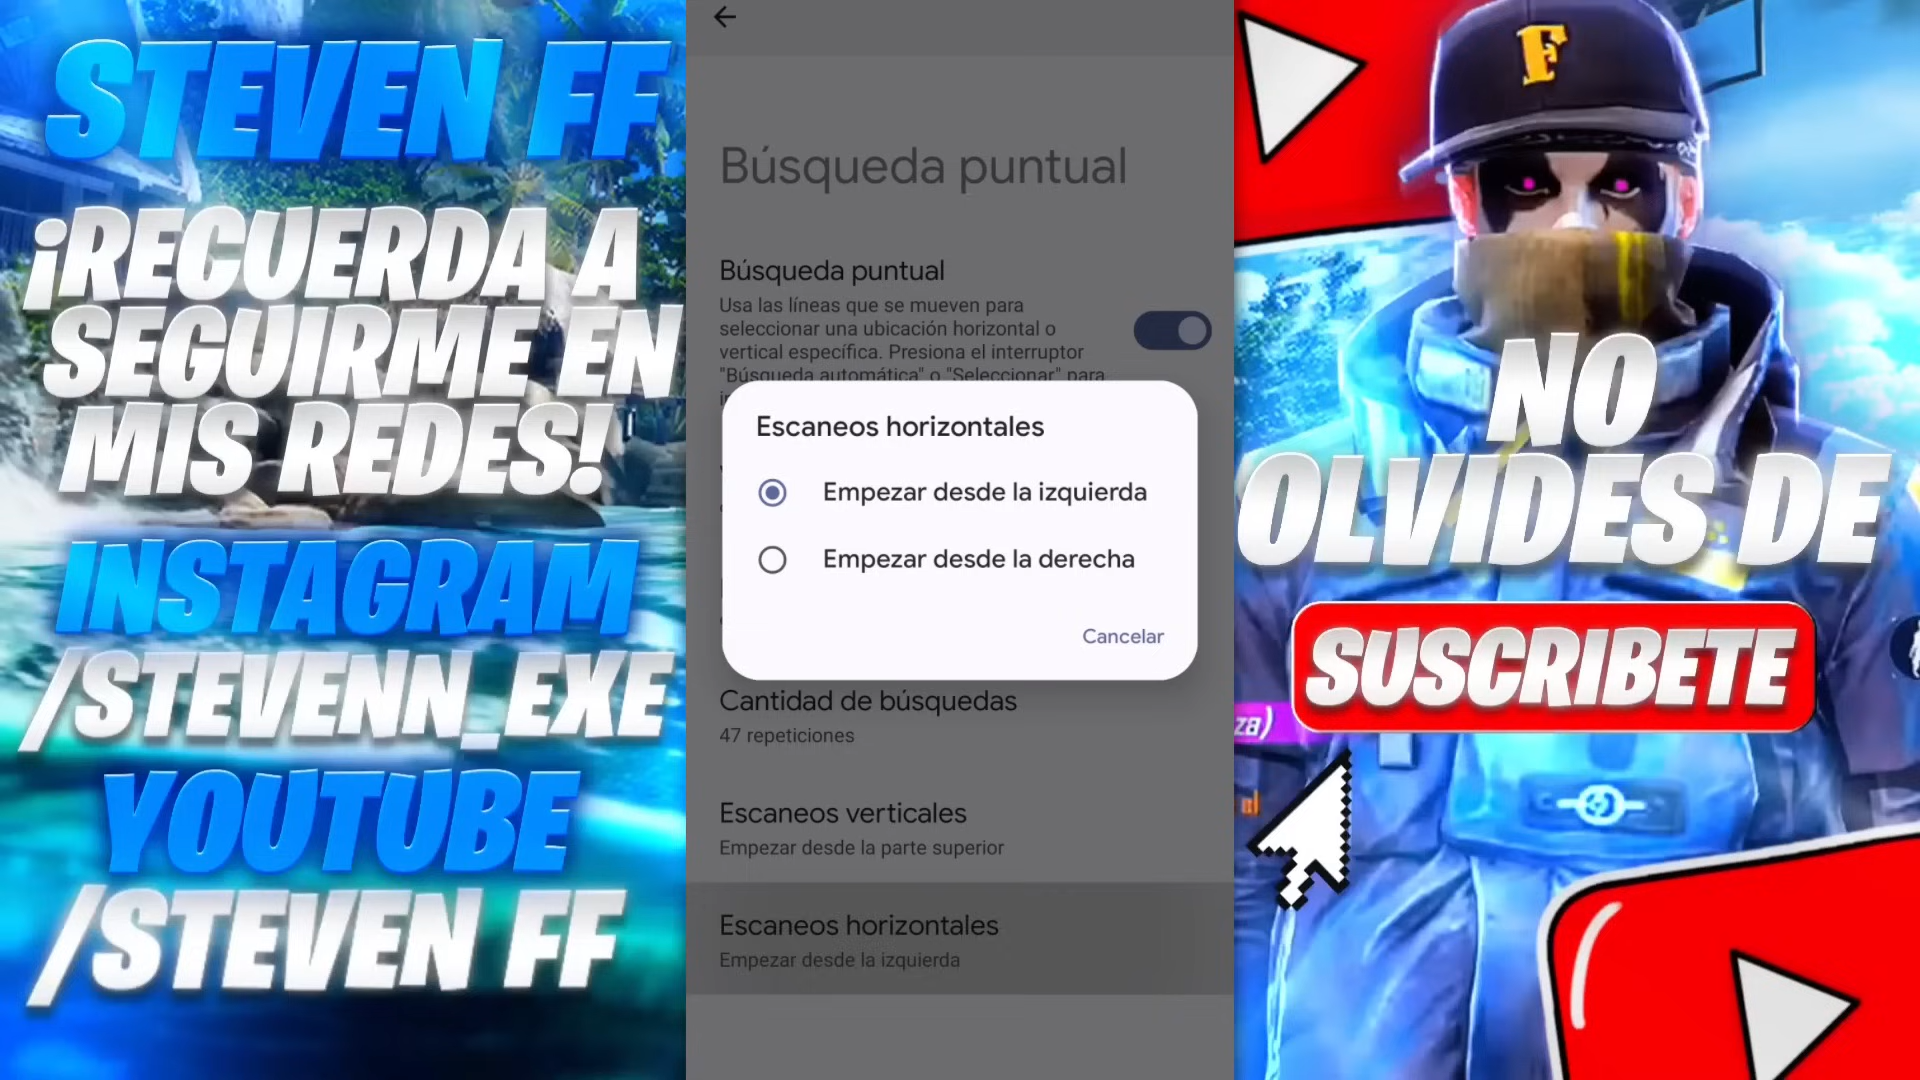 STEVEN FF
¡RECUERDA A
SEGUIRME EN
MIS REDES!
INSTAGRAM
/STEVENN_EXE
YOUTUBE
/STEVEN FF
Búsqueda puntual
Búsqueda puntual
Usa las líneas que se mueven para
seleccionar una ubicación horizontal o
vertical específica. Presiona el interruptor
"Búsqueda automática" o "Seleccionar" para
Escaneos horizontales
Empezar desde la izquierda
Empezar desde la derecha
Cancelar
Cantidad de búsquedas
47 repeticiones
Escaneos verticales
Empezar desde la parte superior
Escaneos horizontales
Empezar desde la izquierda
F
NO
OLVIDES DE
SUSCRIBETE
za)
al